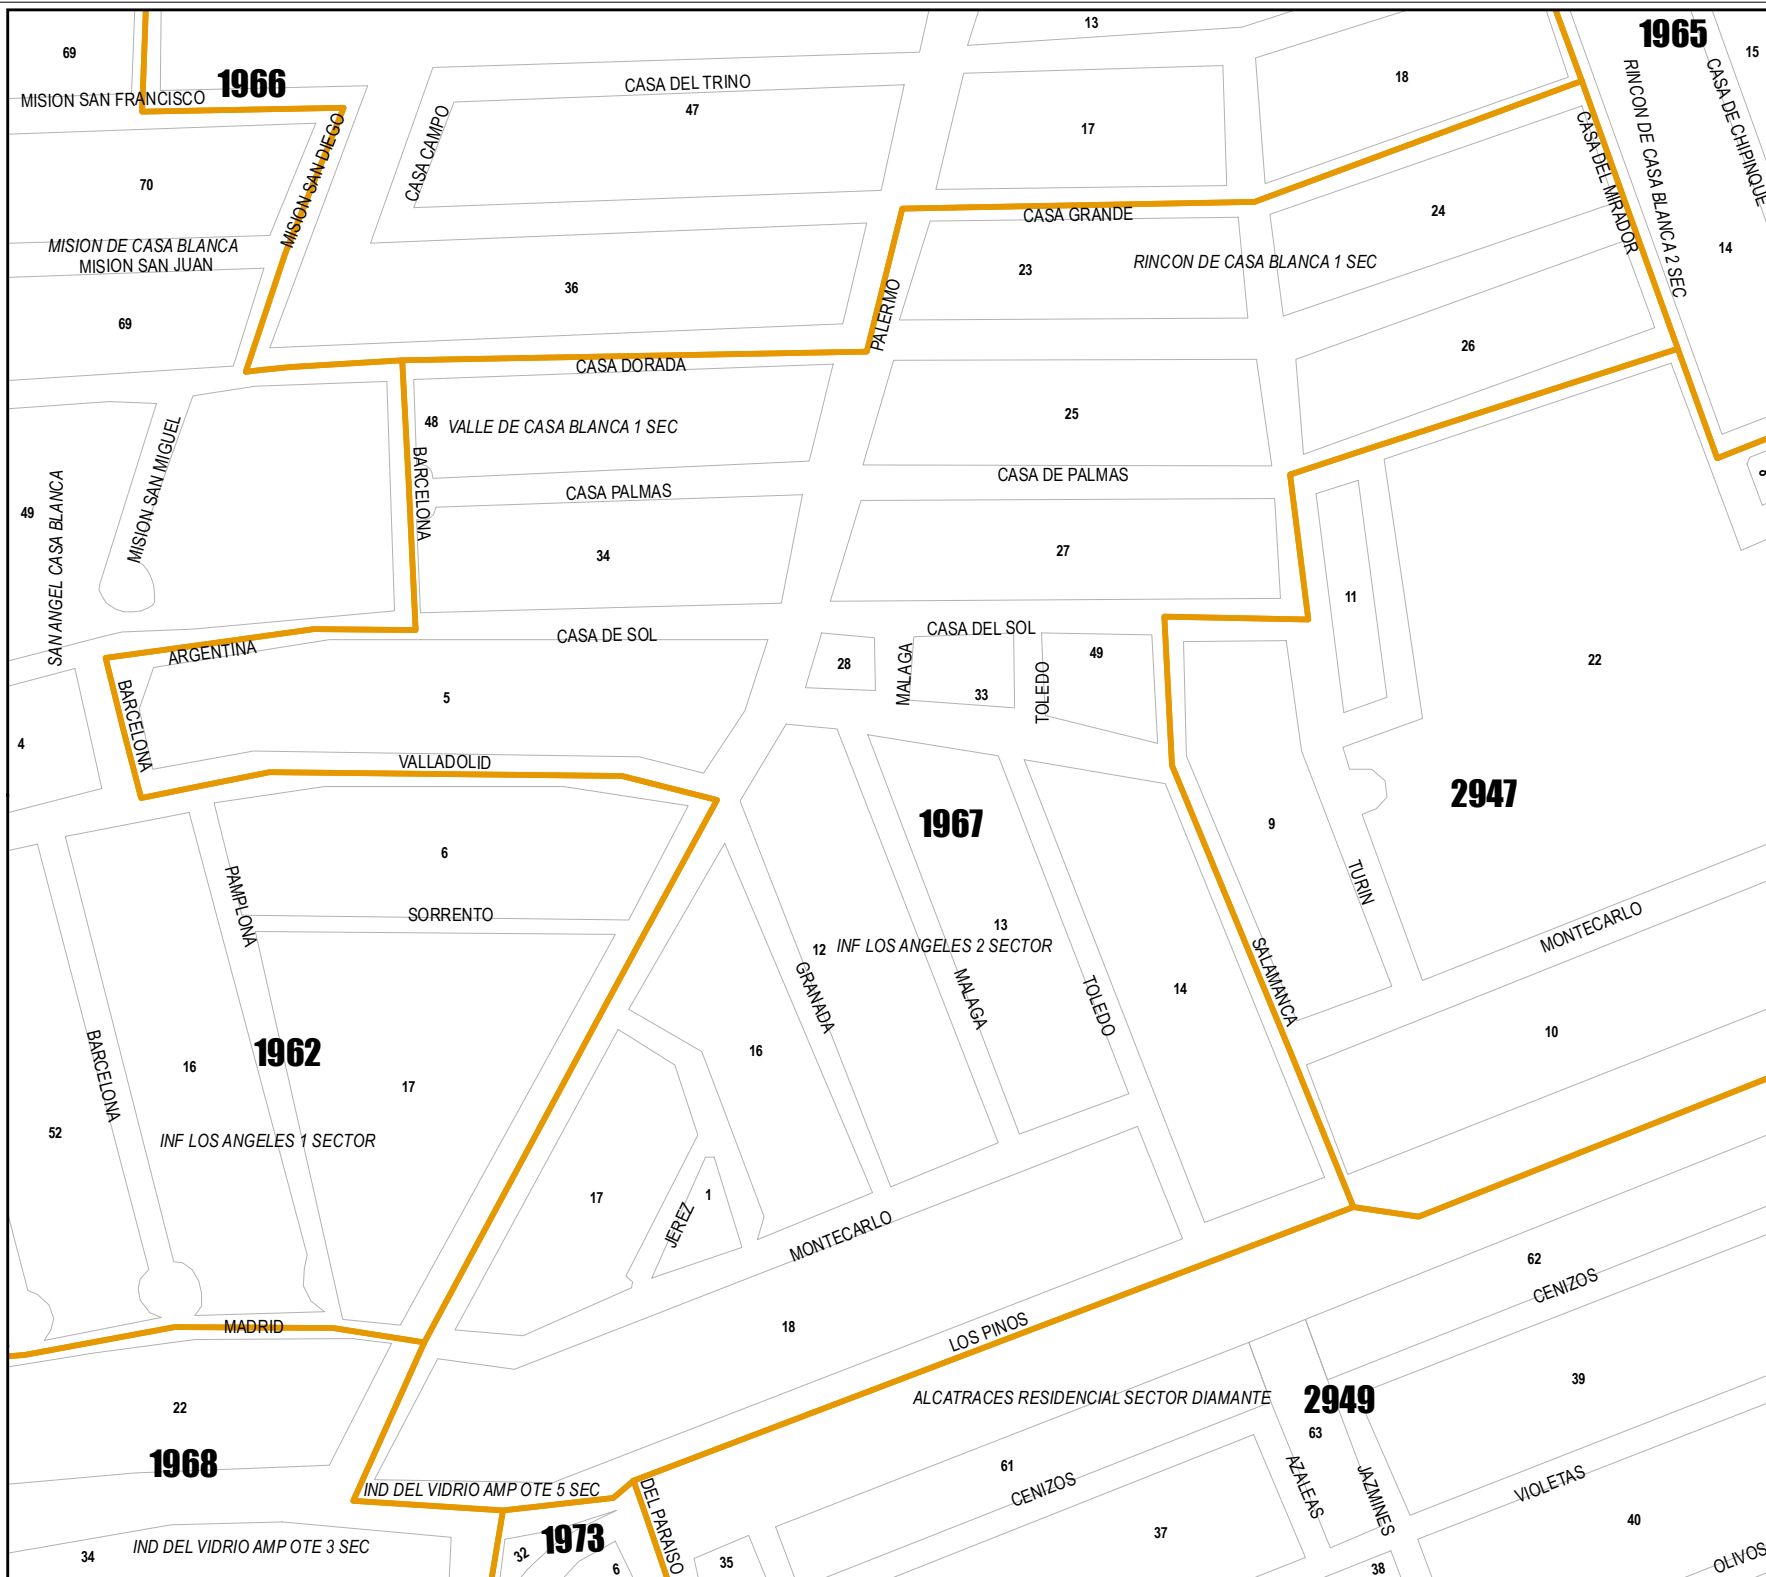 13
1965
15
69
1966
CASA DEL TRINO
18
MISION SAN FRANCISCO
47
CASA CAMPO
17
MISION SAN DIEGO
CASA DEL MIRADOR
RINCON DE CASA BLANCA 2 SEC
CASA DE CHIPINQUE
70
CASA GRANDE
24
MISION DE CASA BLANCA
MISION SAN JUAN
14
23
RINCON DE CASA BLANCA 1 SEC
36
PALERMO
69
26
CASA DORADA
25
48
VALLE DE CASA BLANCA 1 SEC
MISION SAN MIGUEL
BARCELONA
CASA DE PALMAS
8
CASA PALMAS
49
SAN ANGEL CASA BLANCA
34
27
11
CASA DE SOL
CASA DEL SOL
ARGENTINA
28
MALAGA
33
TOLEDO
49
22
BARCELONA
5
4
VALLADOLID
2947
1967
9
6
TURIN
PAMPLONA
SORRENTO
13
MONTECARLO
12
INF LOS ANGELES 2 SECTOR
SALAMANCA
GRANADA
MALAGA
TOLEDO
14
10
1962
16
BARCELONA
16
17
52
INF LOS ANGELES 1 SECTOR
17
1
JEREZ
MONTECARLO
62
CENIZOS
MADRID
18
LOS PINOS
39
ALCATRACES RESIDENCIAL SECTOR DIAMANTE
2949
22
63
1968
61
CENIZOS
AZALEAS
JAZMINES
VIOLETAS
IND DEL VIDRIO AMP OTE 5 SEC
DEL PARAISO
40
1973
37
IND DEL VIDRIO AMP OTE 3 SEC
34
32
6
35
38
OLIVOS